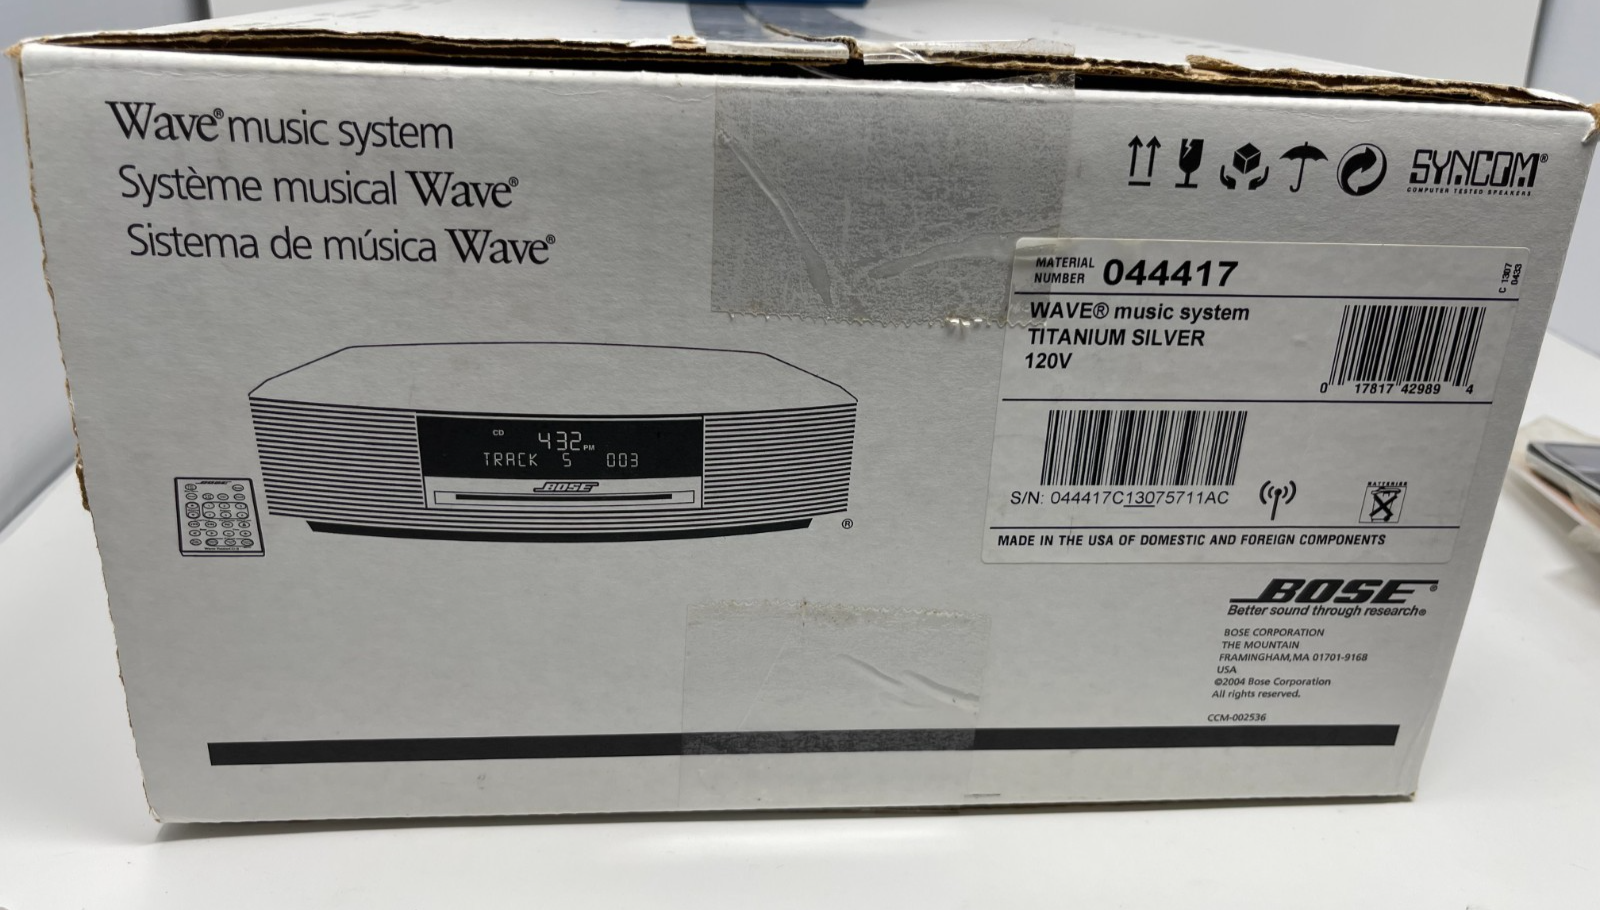 Wave® music system
Système musical Wave®
Sistema de música Wave®
SYNCOM®
COMPUTER TESTED SPEAKERS
MATERIAL NUMBER 044417
C 1307
0433
WAVE® music system
TITANIUM SILVER
120V
0 17817 42989 4
S/N: 044417C13075711AC
MADE IN THE USA OF DOMESTIC AND FOREIGN COMPONENTS
CD 432 PM
TRACK 5 003
BOSE
®
BOSE
BOSE®
Better sound through research®
BOSE CORPORATION
THE MOUNTAIN
FRAMINGHAM, MA 01701-9168
USA
©2004 Bose Corporation
All rights reserved.
CCM-002536